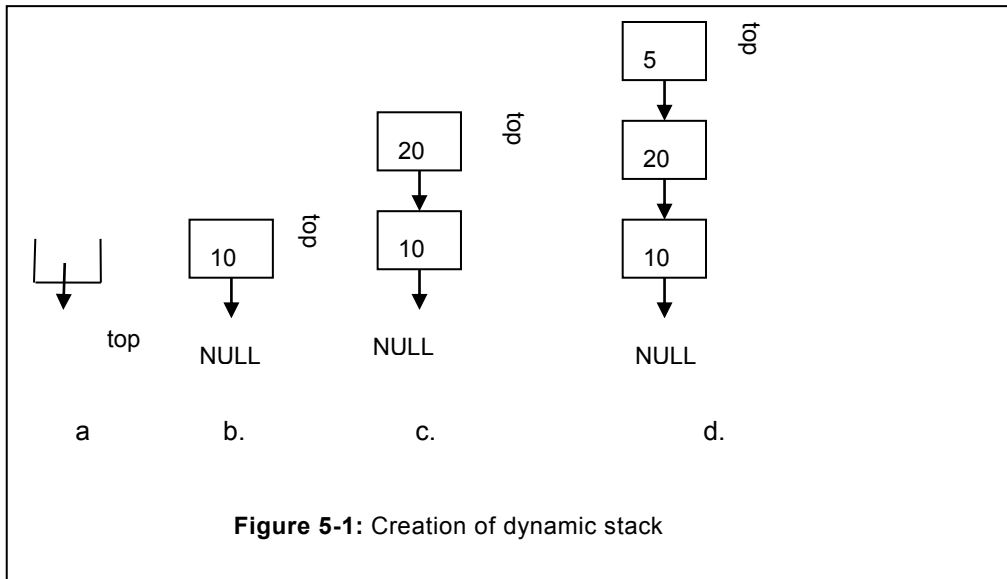 5
top
20
top
20
10
top
10
10
top
NULL
NULL
NULL
a
b.
c.
d.
Figure 5-1: Creation of dynamic stack